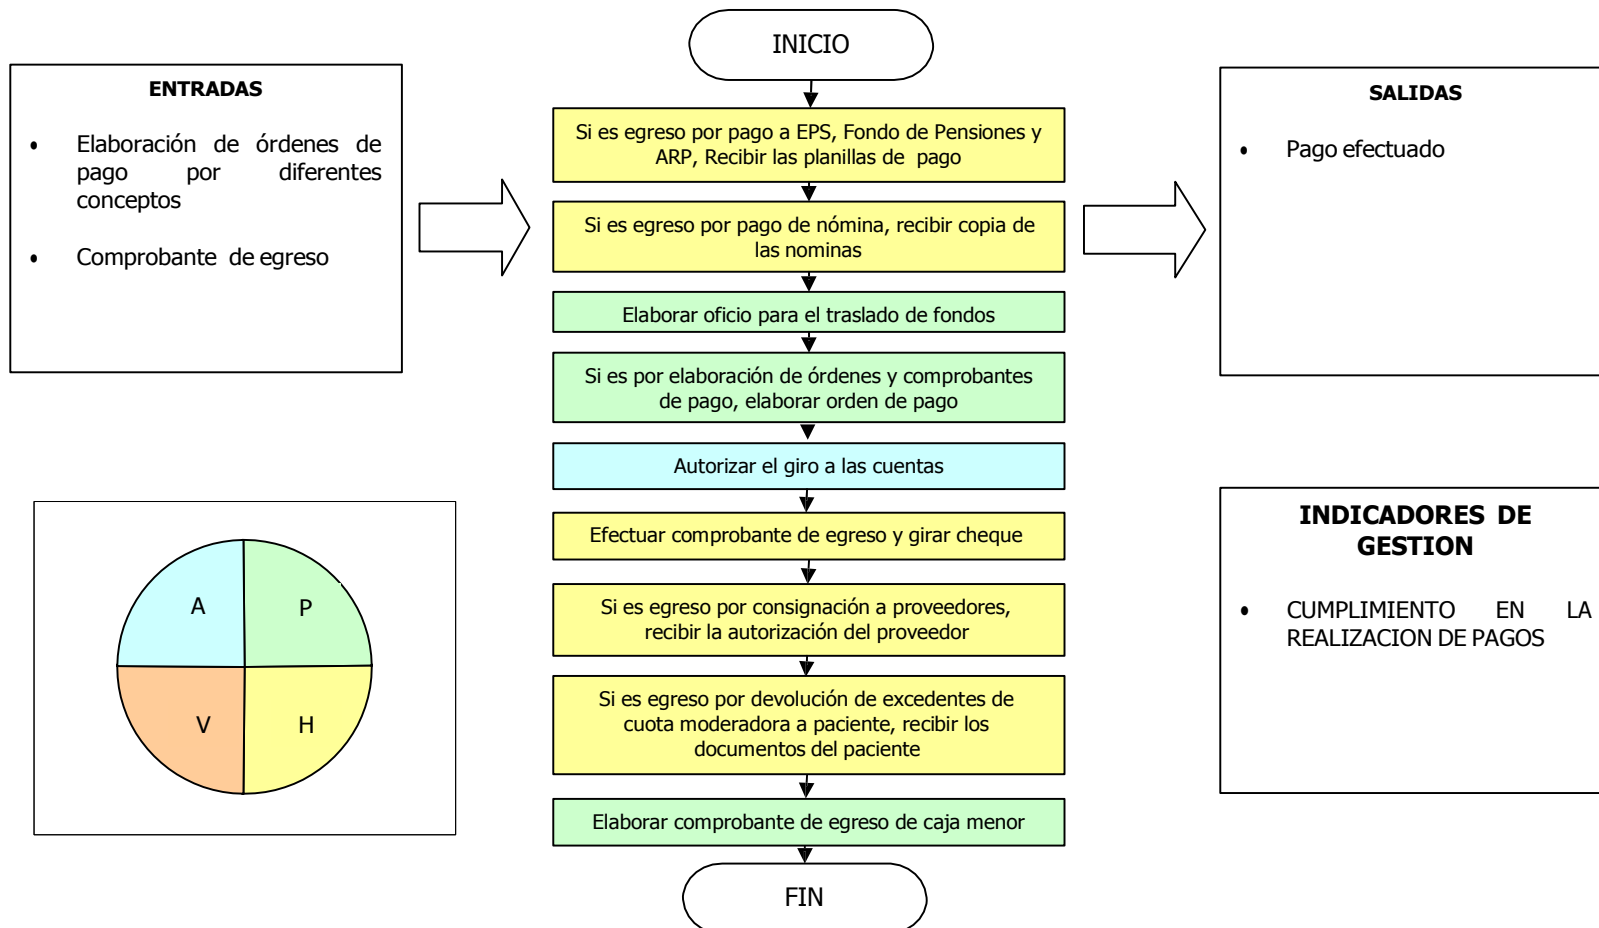 INICIO
ENTRADAS
• Elaboración de órdenes de
pago por diferentes
conceptos
• Comprobante de egreso
Si es egreso por pago a EPS, Fondo de Pensiones y
ARP, Recibir las planillas de pago
Si es egreso por pago de nómina, recibir copia de
las nominas
Elaborar oficio para el traslado de fondos
Si es por elaboración de órdenes y comprobantes
de pago, elaborar orden de pago
Autorizar el giro a las cuentas
Efectuar comprobante de egreso y girar cheque
Si es egreso por consignación a proveedores,
recibir la autorización del proveedor
Si es egreso por devolución de excedentes de
cuota moderadora a paciente, recibir los
documentos del paciente
Elaborar comprobante de egreso de caja menor
FIN
SALIDAS
• Pago efectuado
A
P
V
H
INDICADORES DE
GESTION
• CUMPLIMIENTO EN LA
REALIZACION DE PAGOS